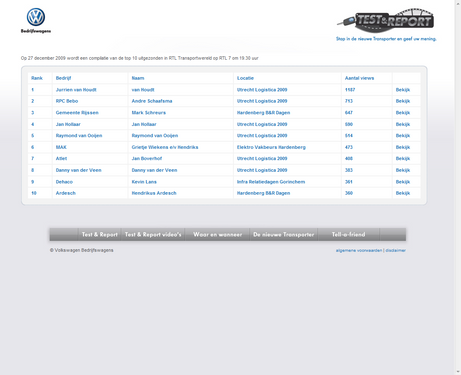 Bedrijfswagens
TEST & REPORT
Stap in de nieuwe Transporter en geef uw mening.
Op 27 december 2009 wordt een compilatie van de top 10 uitgezonden in RTL Transportwereld op RTL 7 om 19.30 uur
Rank Bedrijf Naam Locatie Aantal views
1 Jurrien van Houdt van Houdt Utrecht Logistica 2009 1187 Bekijk
2 RPC Bebo Andre Schaafsma Utrecht Logistica 2009 713 Bekijk
3 Gemeente Rijssen Mark Schreurs Hardenberg B&R Dagen 647 Bekijk
4 Jan Hollaar Jan Hollaar Utrecht Logistica 2009 590 Bekijk
5 Raymond van Ooijen Raymond van Ooijen Utrecht Logistica 2009 514 Bekijk
6 MAK Grietje Wiekens e/v Hendriks Elektro Vakbeurs Hardenberg 473 Bekijk
7 Jan Boverhof Utrecht Logistica 2009 Bekijk
8 Danny van der Veen Danny van der Veen Utrecht Logistica 2009 383 Bekijk
9 Dehaco Kevin Lans Infra Relatiedagen Gorinchem 361 Bekijk
10 Ardesch Hendrikus Ardesch Hardenberg B&R Dagen 360 Bekijk
Test & Report Test & Report video's Waar en wanneer De nieuwe Transporter Tell-a-friend
© Volkswagen Bedrijfswagens algemene voorwaarden | disclaimer